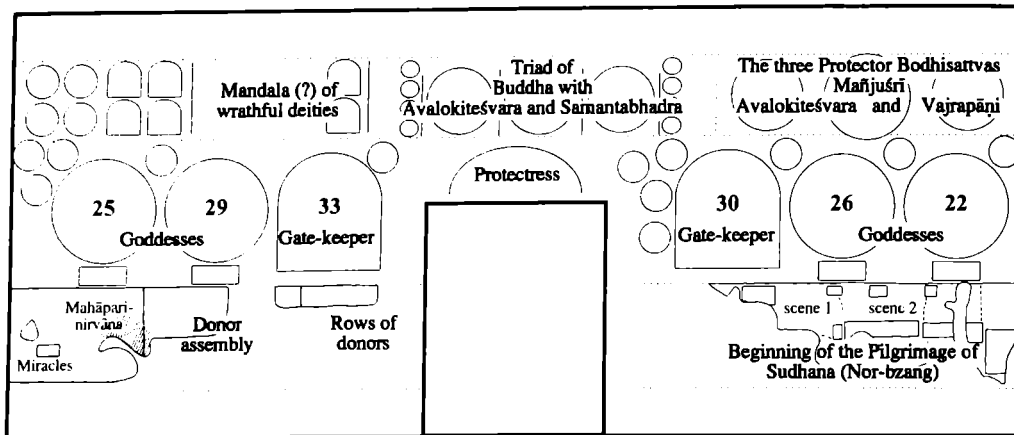 Mandala (?) of
wrathful deities
Triad of
Buddha with
Avalokiteśvara and Samantabhadra
The three Protector Bodhisattvas
Mañjuśrī
Avalokiteśvara and Vajrapāṇi
Protectress
25
29
Goddesses
33
Gate-keeper
30
Gate-keeper
26
22
Goddesses
Mahāpari-
nirvāna
Miracles
Donor
assembly
Rows of
donors
scene 1
scene 2
Beginning of the Pilgrimage of
Sudhana (Nor-bzang)